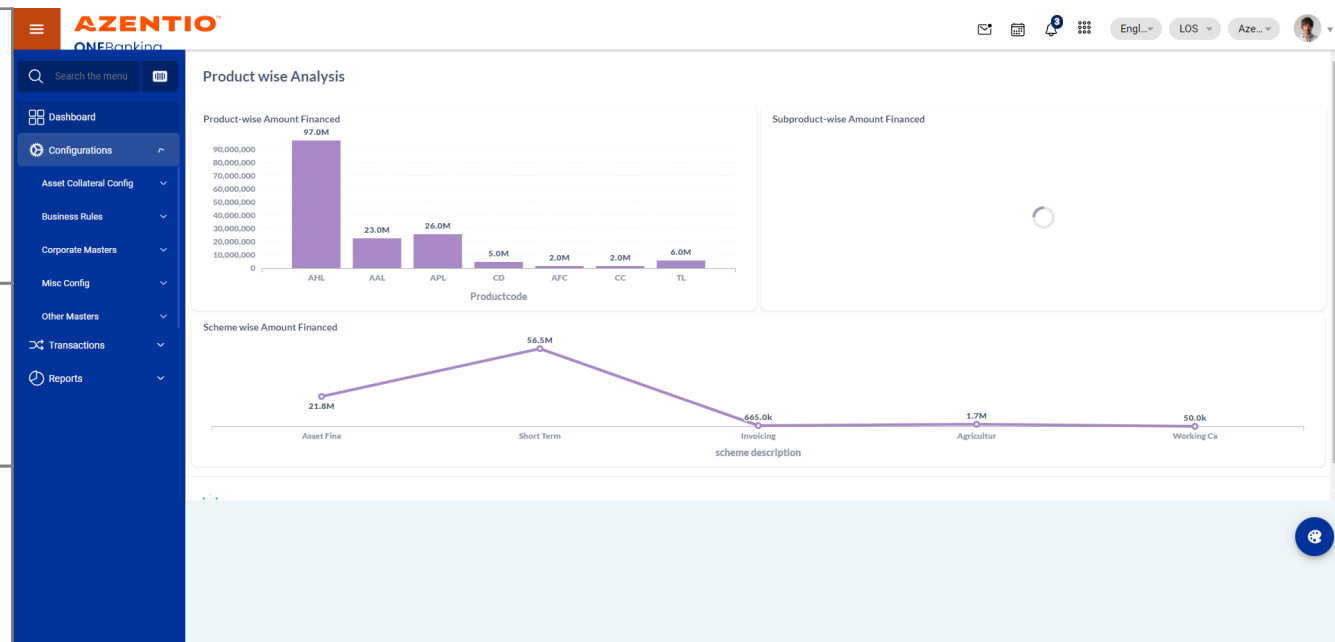 AZENTIO
ONEBanking
3
Engl...
LOS
Aze...
Search the menu
Dashboard
Configurations
Asset Collateral Config
Business Rules
Corporate Masters
Misc Config
Other Masters
Transactions
Reports
Product wise Analysis
Product-wise Amount Financed
97.0M
90,000,000
80,000,000
70,000,000
60,000,000
50,000,000
40,000,000
30,000,000
20,000,000
10,000,000
0
23.0M
26.0M
5.0M
2.0M
2.0M
6.0M
AHL AAL APL CD AFC CC TL
Productcode
Subproduct-wise Amount Financed
Scheme wise Amount Financed
21.8M
56.5M
665.0k
1.7M
50.0k
Asset Fina Short Term Invoicing Agricultur Working Ca
scheme description